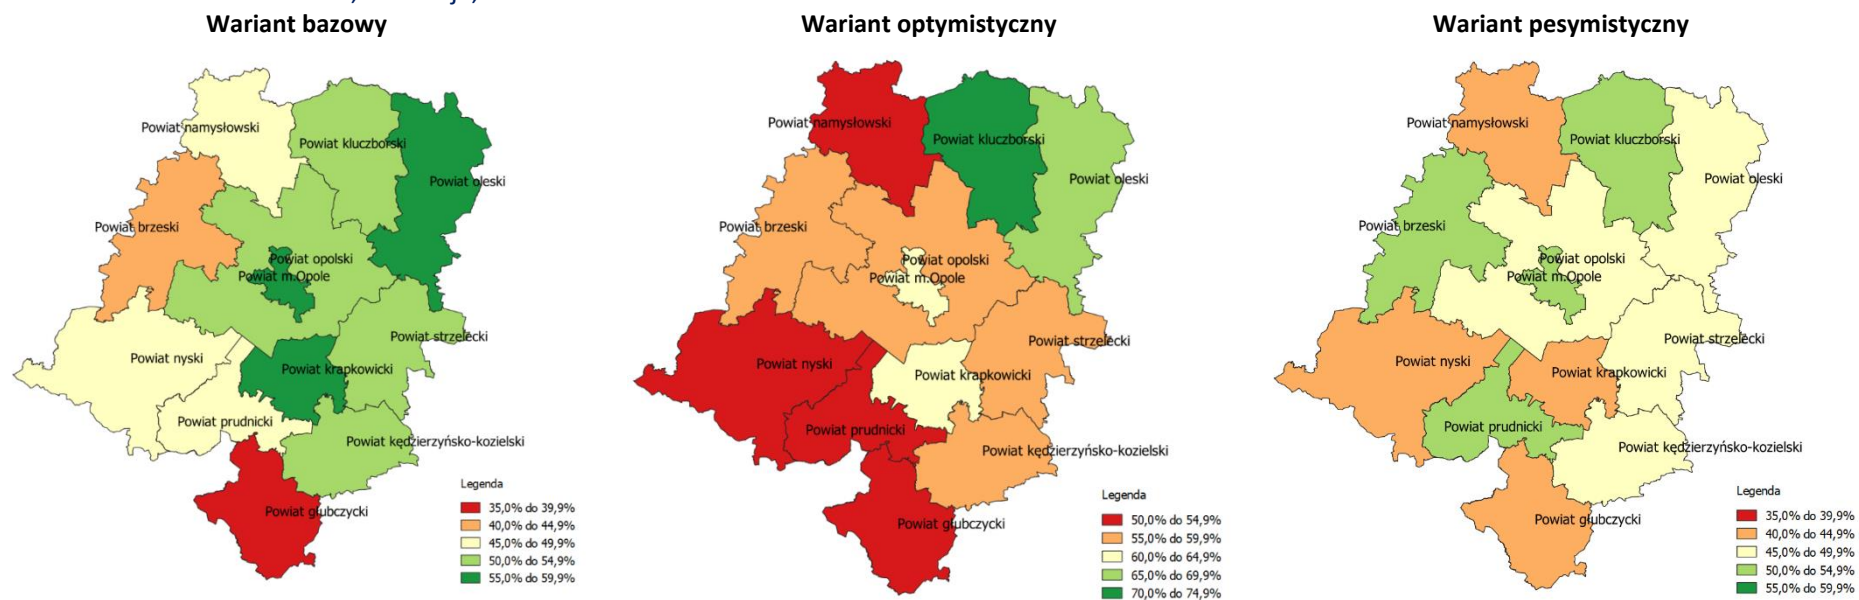 Wariant bazowy
Powiat namysłowski
Powiat kluczborski
Powiat oleski
Powiat brzeski
Powiat opolski
Powiat m.Opole
Powiat strzelecki
Powiat nyski
Powiat krapkowicki
Powiat prudnicki
Powiat kędzierzyńsko-kozielski
Powiat głubczycki
Legenda
35,0% do 39,9%
40,0% do 44,9%
45,0% do 49,9%
50,0% do 54,9%
55,0% do 59,9%
Wariant optymistyczny
Powiat namysłowski
Powiat kluczborski
Powiat oleski
Powiat brzeski
Powiat opolski
Powiat m.Opole
Powiat strzelecki
Powiat nyski
Powiat krapkowicki
Powiat prudnicki
Powiat kędzierzyńsko-kozielski
Powiat głubczycki
Legenda
50,0% do 54,9%
55,0% do 59,9%
60,0% do 64,9%
65,0% do 69,9%
70,0% do 74,9%
Wariant pesymistyczny
Powiat namysłowski
Powiat kluczborski
Powiat oleski
Powiat brzeski
Powiat opolski
Powiat m.Opole
Powiat strzelecki
Powiat nyski
Powiat krapkowicki
Powiat prudnicki
Powiat kędzierzyńsko-kozielski
Powiat głubczycki
Legenda
35,0% do 39,9%
40,0% do 44,9%
45,0% do 49,9%
50,0% do 54,9%
55,0% do 59,9%